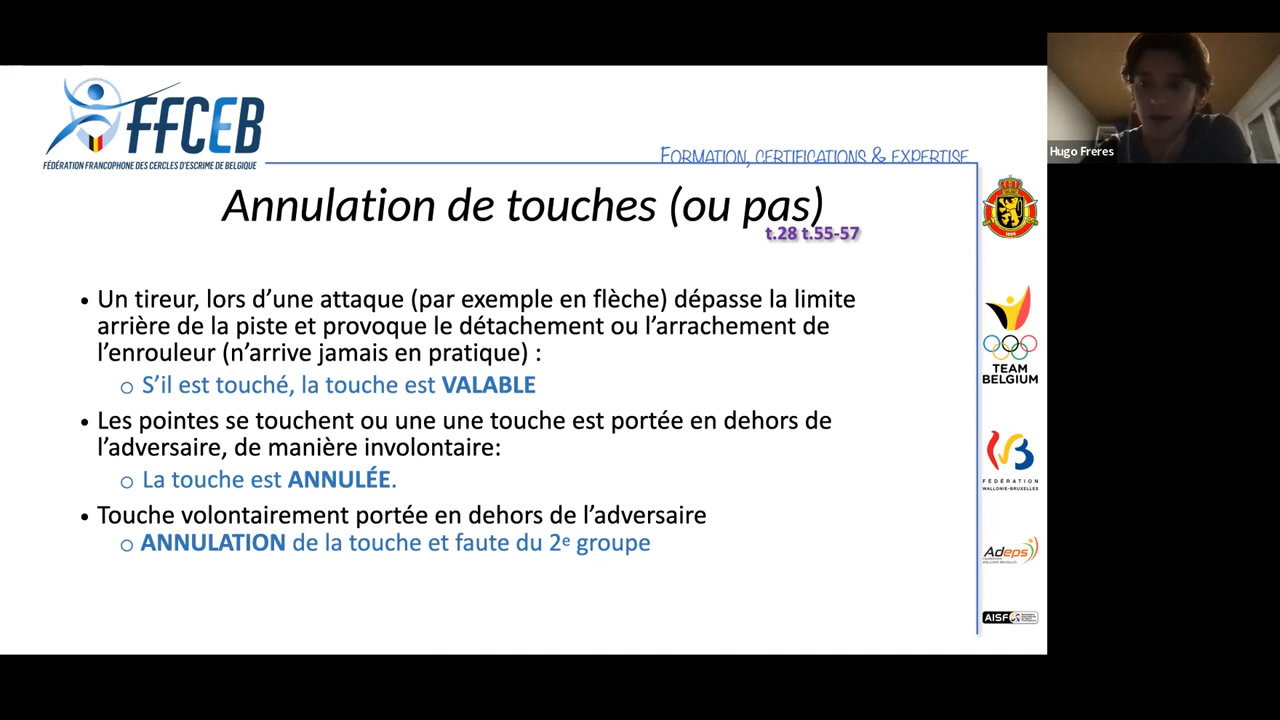 FFCEB
FÉDÉRATION FRANCOPHONE DES CERCLES D'ESCRIME DE BELGIQUE
FORMATION, CERTIFICATIONS & EXPERTISE
Hugo Freres
Annulation de touches (ou pas)
t.28 t.55-57
• Un tireur, lors d’une attaque (par exemple en flèche) dépasse la limite
arrière de la piste et provoque le détachement ou l’arrachement de
l’enrouleur (n’arrive jamais en pratique) :
o S’il est touché, la touche est VALABLE
• Les pointes se touchent ou une une touche est portée en dehors de
l’adversaire, de manière involontaire:
o La touche est ANNULÉE.
• Touche volontairement portée en dehors de l’adversaire
o ANNULATION de la touche et faute du 2e groupe
TEAM
BELGIUM
FÉDÉRATION
WALLONIE-BRUXELLES
Adeps
AISF